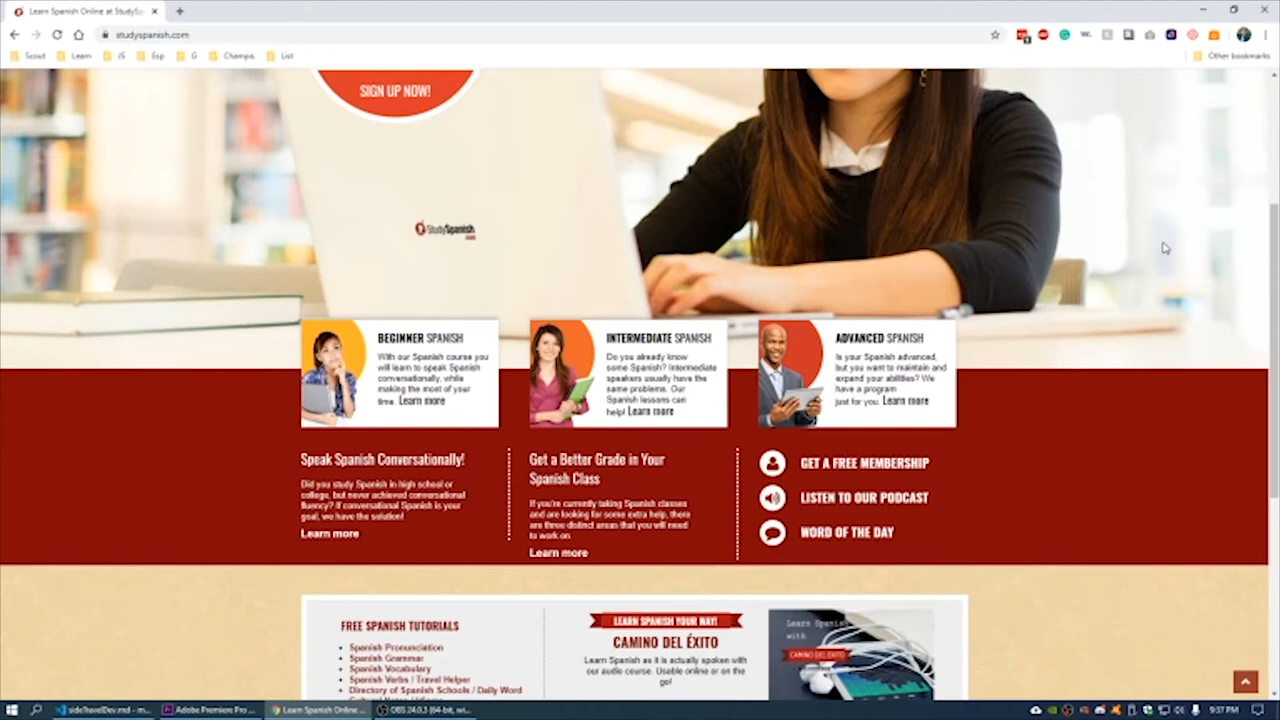 Learn Spanish Online at StudySp
studyspanish.com
Scout
Learn
JS
Esp
G
Champis
List
Other bookmarks
SIGN UP NOW!
StudySpanish
.com
BEGINNER SPANISH
With our Spanish course you
will learn to speak Spanish
conversationally, while
making the most of your
time. Learn more
INTERMEDIATE SPANISH
Do you already know
some Spanish? Intermediate
speakers usually have the
same problems. Our
Spanish lessons can
help! Learn more
ADVANCED SPANISH
Is your Spanish advanced,
but you want to maintain and
expand your abilities? We
have a program
just for you. Learn more
Speak Spanish Conversationally!
Did you study Spanish in high school or
college, but never achieved conversational
fluency? If conversational Spanish is your
goal, we have the solution!
Learn more
Get a Better Grade in Your
Spanish Class
If you're currently taking Spanish classes
and are looking for some extra help, there
are three distinct areas that you will need
to work on
Learn more
GET A FREE MEMBERSHIP
LISTEN TO OUR PODCAST
WORD OF THE DAY
FREE SPANISH TUTORIALS
Spanish Pronunciation
Spanish Grammar
Spanish Vocabulary
Spanish Verbs / Travel Helper
Directory of Spanish Schools / Daily Word
LEARN SPANISH YOUR WAY!
CAMINO DEL ÉXITO
Learn Spanish as it is actually spoken with
our audio course. Usable online or on the
go!
Learn Spanish
with
CAMINO DEL ÉXITO
sideTravelDev.md - m...
Adobe Premiere Pro ...
Learn Spanish Online ...
OBS 24.0.3 (64-bit, wi...
9:37 PM